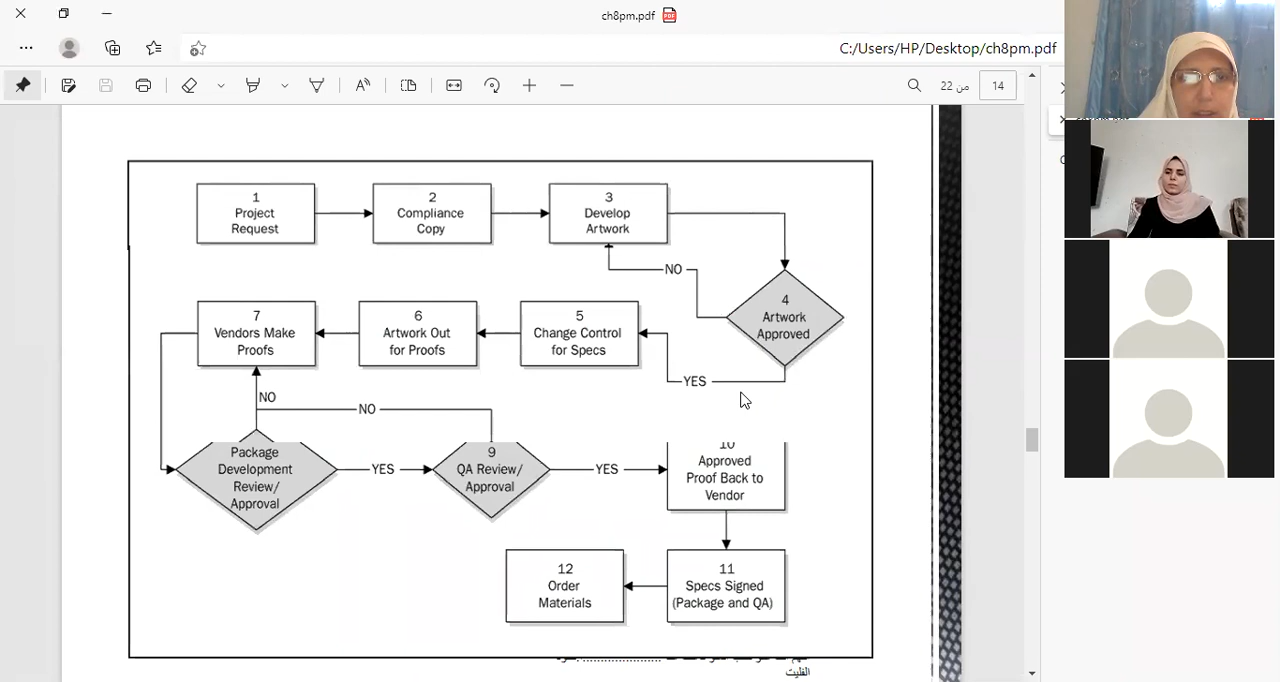 ch8pm.pdf
PDF
C:/Users/HP/Desktop/ch8pm.pdf
من 22
14
1
Project
Request
2
Compliance
Copy
3
Develop
Artwork
NO
4
Artwork
Approved
7
Vendors Make
Proofs
6
Artwork Out
for Proofs
5
Change Control
for Specs
YES
NO
NO
Package
Development
Review/
Approval
YES
9
QA Review/
Approval
YES
10
Approved
Proof Back to
Vendor
12
Order
Materials
11
Specs Signed
(Package and QA)
الفليت